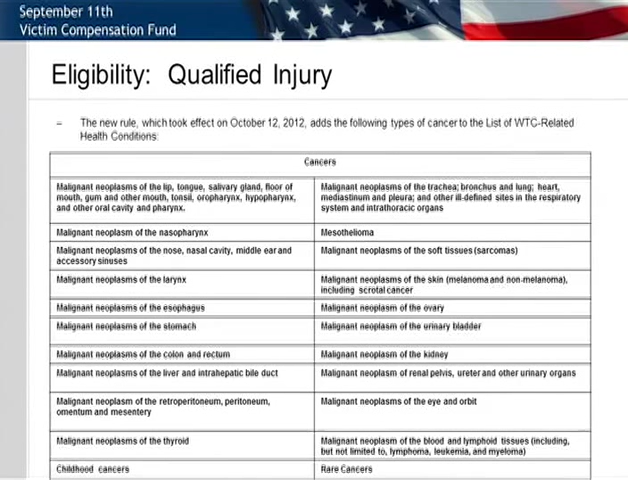 September 11th
Victim Compensation Fund
Eligibility: Qualified Injury
– The new rule, which took effect on October 12, 2012, adds the following types of cancer to the List of WTC-Related
Health Conditions:
Cancers
Malignant neoplasms of the lip, tongue, salivary gland, floor of
mouth, gum and other mouth, tonsil, oropharynx, hypopharynx,
and other oral cavity and pharynx.
Malignant neoplasms of the trachea; bronchus and lung; heart,
mediastinum and pleura; and other ill-defined sites in the respiratory
system and intrathoracic organs
Malignant neoplasm of the nasopharynx
Mesothelioma
Malignant neoplasms of the nose, nasal cavity, middle ear and
accessory sinuses
Malignant neoplasms of the soft tissues (sarcomas)
Malignant neoplasms of the larynx
Malignant neoplasms of the skin (melanoma and non-melanoma),
including scrotal cancer
Malignant neoplasms of the esophagus
Malignant neoplasm of the ovary
Malignant neoplasms of the stomach
Malignant neoplasm of the urinary bladder
Malignant neoplasms of the colon and rectum
Malignant neoplasm of the kidney
Malignant neoplasms of the liver and intrahepatic bile duct
Malignant neoplasms of renal pelvis, ureter and other urinary organs
Malignant neoplasms of the retroperitoneum, peritoneum,
omentum and mesentery
Malignant neoplasms of the eye and orbit
Malignant neoplasms of the thyroid
Malignant neoplasms of the blood and lymphoid tissues (including,
but not limited to, lymphoma, leukemia, and myeloma)
Childhood cancers
Rare Cancers